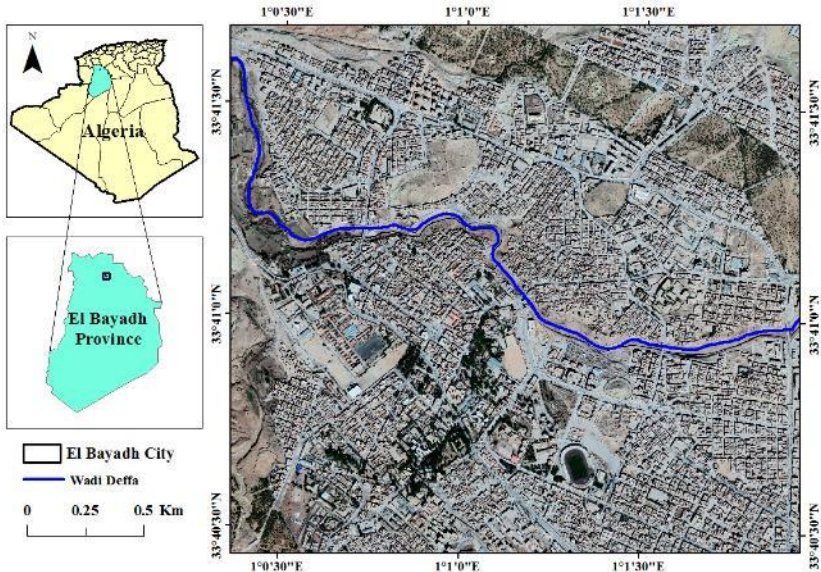 1°0'30"E 1°1'0"E 1°1'30"E
N
Algeria
El Bayadh
Province
El Bayadh City
Wadi Deffa
0 0.25 0.5 Km
33°41'30"N
33°41'0"N
33°40'30"N
33°41'30"N
33°41'0"N
33°40'30"N
1°0'30"E 1°1'0"E 1°1'30"E